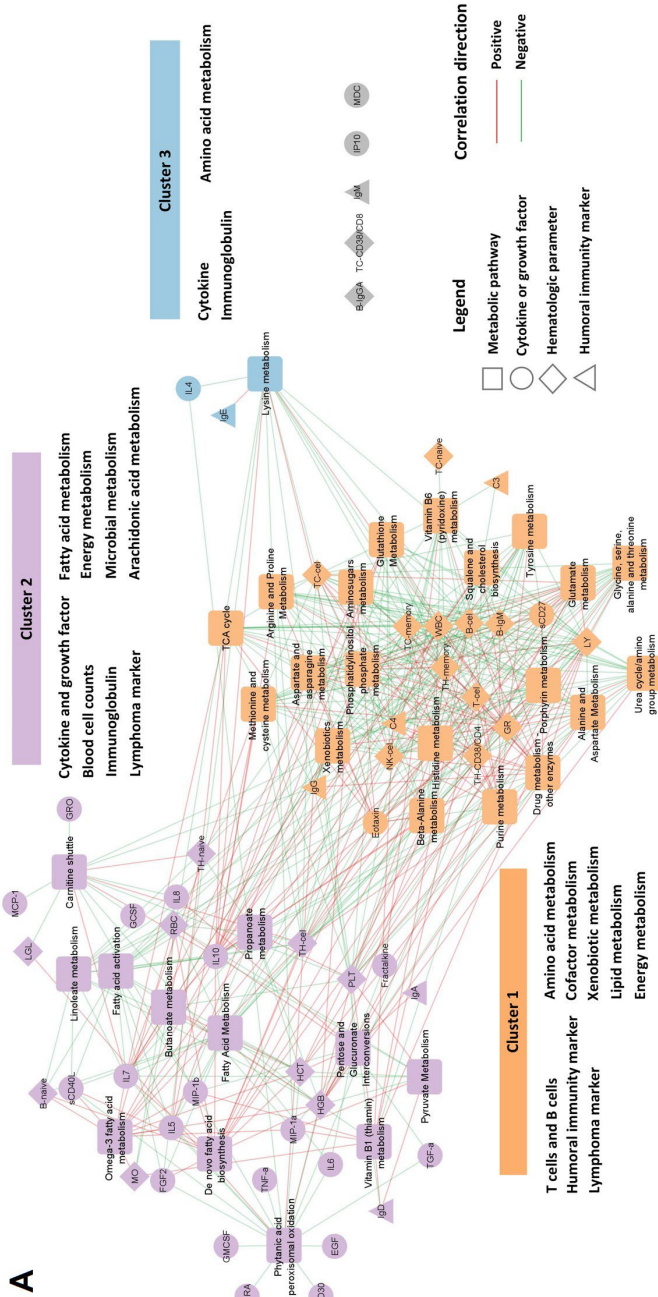 A
Cluster 2
Cytokine and growth factor
Blood cell counts
Immunoglobulin
Lymphoma marker
Fatty acid metabolism
Energy metabolism
Microbial metabolism
Arachidonic acid metabolism
Cluster 3
Cytokine
Immunoglobulin
Amino acid metabolism
B-IgGA
TC-CD38/CD8
IgM
IP10
MDC
Legend
Metabolic pathway
Cytokine or growth factor
Hematologic parameter
Humoral immunity marker
Correlation direction
Positive
Negative
Cluster 1
T cells and B cells
Humoral immunity marker
Lymphoma marker
Amino acid metabolism
Cofactor metabolism
Xenobiotic metabolism
Lipid metabolism
Energy metabolism
MCP-1
GRO
Carnitine shuttle
LGL
Linoleate metabolism
GCSF
Fatty acid activation
IL8
RBC
TH-naive
B-naive
sCD40L
IL7
Butanoate metabolism
IL10
Propanoate
metabolism
Omega-3 fatty acid
metabolism
MO
IL5
MIP-1b
Fatty Acid Metabolism
TH-cel
FGF2
De novo fatty acid
biosynthesis
HCT
PLT
Fractalkine
TNF-a
MIP-1a
HGB
Pentose and
Glucuronate
Interconversions
IgA
GMCSF
Phytanic acid
peroxisomal oxidation
IL6
Vitamin B1 (thiamin)
metabolism
Pyruvate Metabolism
RA
EGF
IgD
TGF-a
D30
IL4
IgE
Lysine metabolism
TCA cycle
Arginine and Proline
Metabolism
TC-cel
Methionine and
cysteine metabolism
Aspartate and
asparagine
metabolism
Aminosugars metabolism
Phosphatidylinositol
phosphate
metabolism
Glutathione
Metabolism
TC-naive
Vitamin B6
(pyridoxine)
metabolism
C3
Xenobiotics
metabolism
TC-memory
WBC
Squalene and
cholesterol
biosynthesis
Tyrosine metabolism
IgG
C4
NK-cel
TH-memory
B-cel
B-IgM
Eotaxin
Histidine metabolism
T-cel
sCD27
Glutamate
metabolism
Glycine, serine,
alanine and threonine
metabolism
Beta-Alanine
metabolism
TH-CD38/CD4
GR
Porphyrin metabolism
LY
Purine metabolism
Drug metabolism -
other enzymes
Alanine and
Aspartate Metabolism
Urea cycle/amino
group metabolism